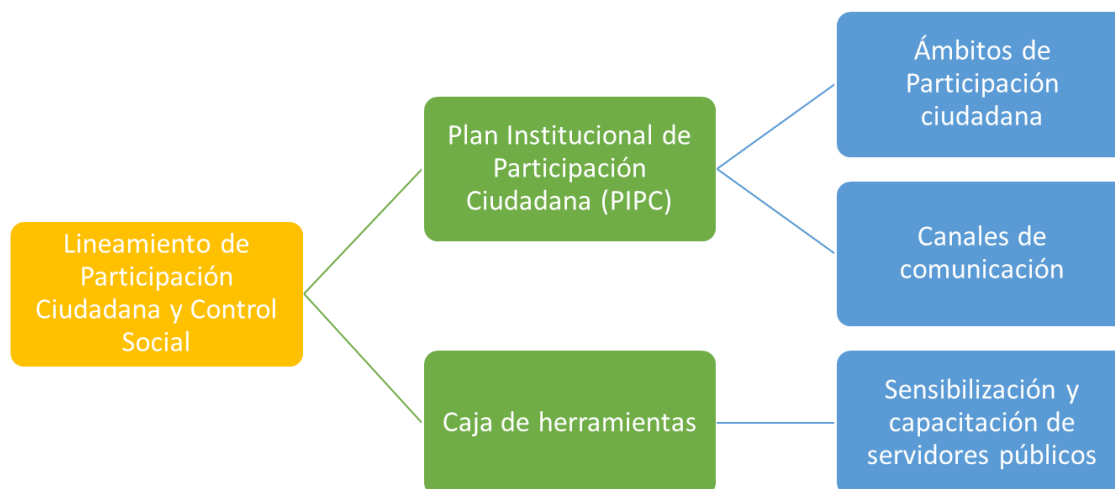 Lineamiento de
Participación
Ciudadana y Control
Social
Plan Institucional de
Participación
Ciudadana (PIPC)
Ámbitos de
Participación
ciudadana
Canales de
comunicación
Caja de herramientas
Sensibilización y
capacitación de
servidores públicos